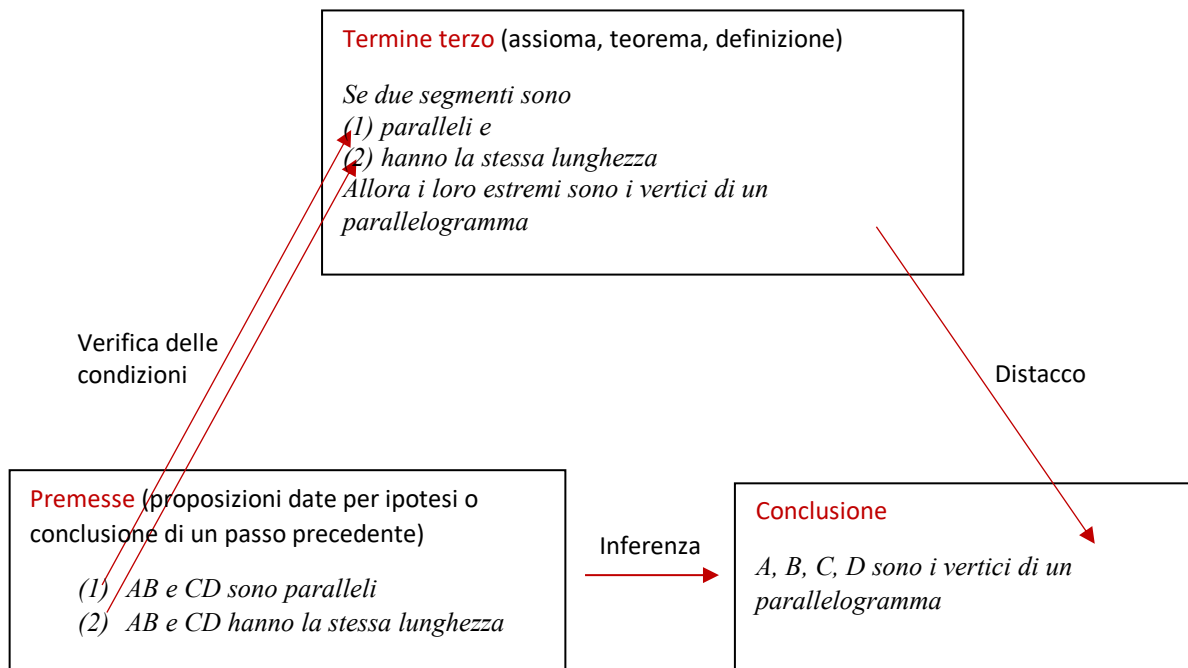 Termine terzo (assioma, teorema, definizione)
Se due segmenti sono
(1) paralleli e
(2) hanno la stessa lunghezza
Allora i loro estremi sono i vertici di un
parallelogramma
Verifica delle
condizioni
Distacco
Premesse (proposizioni date per ipotesi o
conclusione di un passo precedente)
(1) AB e CD sono paralleli
(2) AB e CD hanno la stessa lunghezza
Inferenza
Conclusione
A, B, C, D sono i vertici di un
parallelogramma